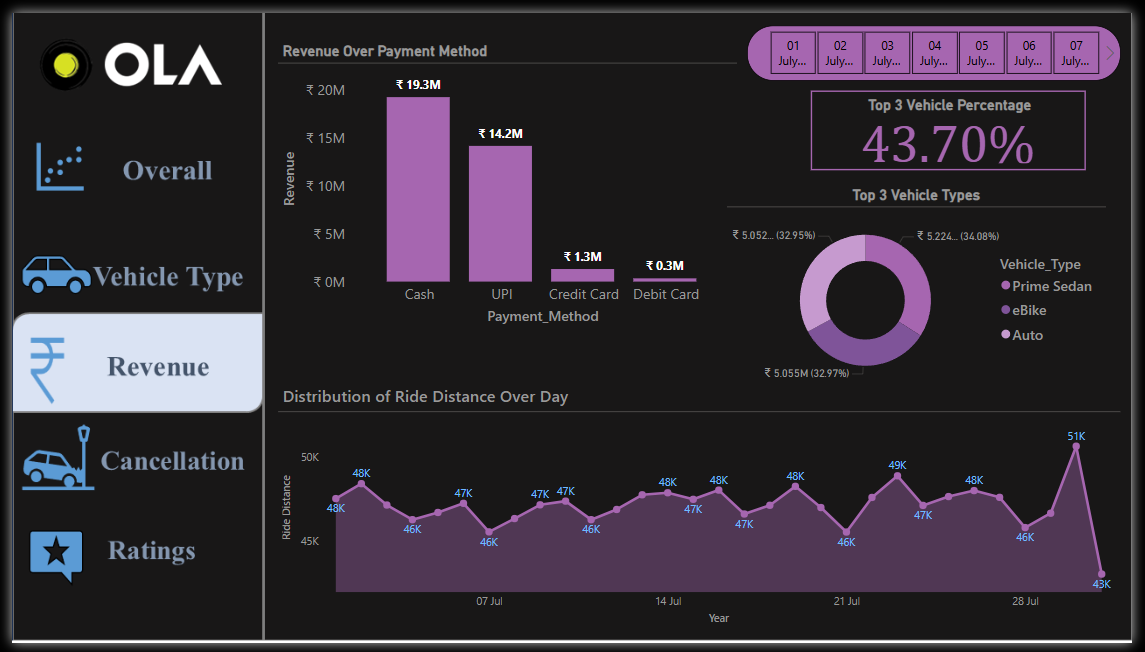 OLA
Overall
Vehicle Type
Revenue
Cancellation
Ratings
Revenue Over Payment Method
₹ 20M
₹ 15M
₹ 10M
₹ 5M
₹ 0M
Revenue
₹ 19.3M
₹ 14.2M
₹ 1.3M
₹ 0.3M
Cash
UPI
Credit Card
Debit Card
Payment_Method
01 July...
02 July...
03 July...
04 July...
05 July...
06 July...
07 July...
Top 3 Vehicle Percentage
43.70%
Top 3 Vehicle Types
₹ 5.052... (32.95%)
₹ 5.224... (34.08%)
₹ 5.055M (32.97%)
Vehicle_Type
Prime Sedan
eBike
Auto
Distribution of Ride Distance Over Day
50K
45K
Ride Distance
48K
48K
46K
47K
46K
47K
47K
46K
48K
47K
48K
47K
48K
46K
49K
47K
48K
46K
51K
43K
07 Jul
14 Jul
21 Jul
28 Jul
Year